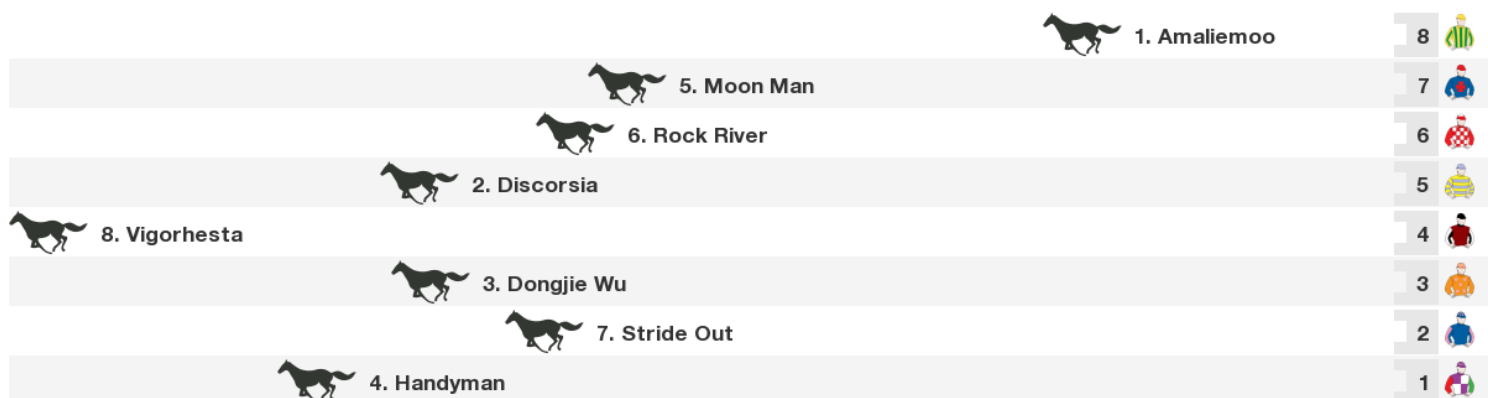 1. Amaliemoo 8
5. Moon Man 7
6. Rock River 6
2. Discorsia 5
8. Vigorhesta 4
3. Dongjie Wu 3
7. Stride Out 2
4. Handyman 1